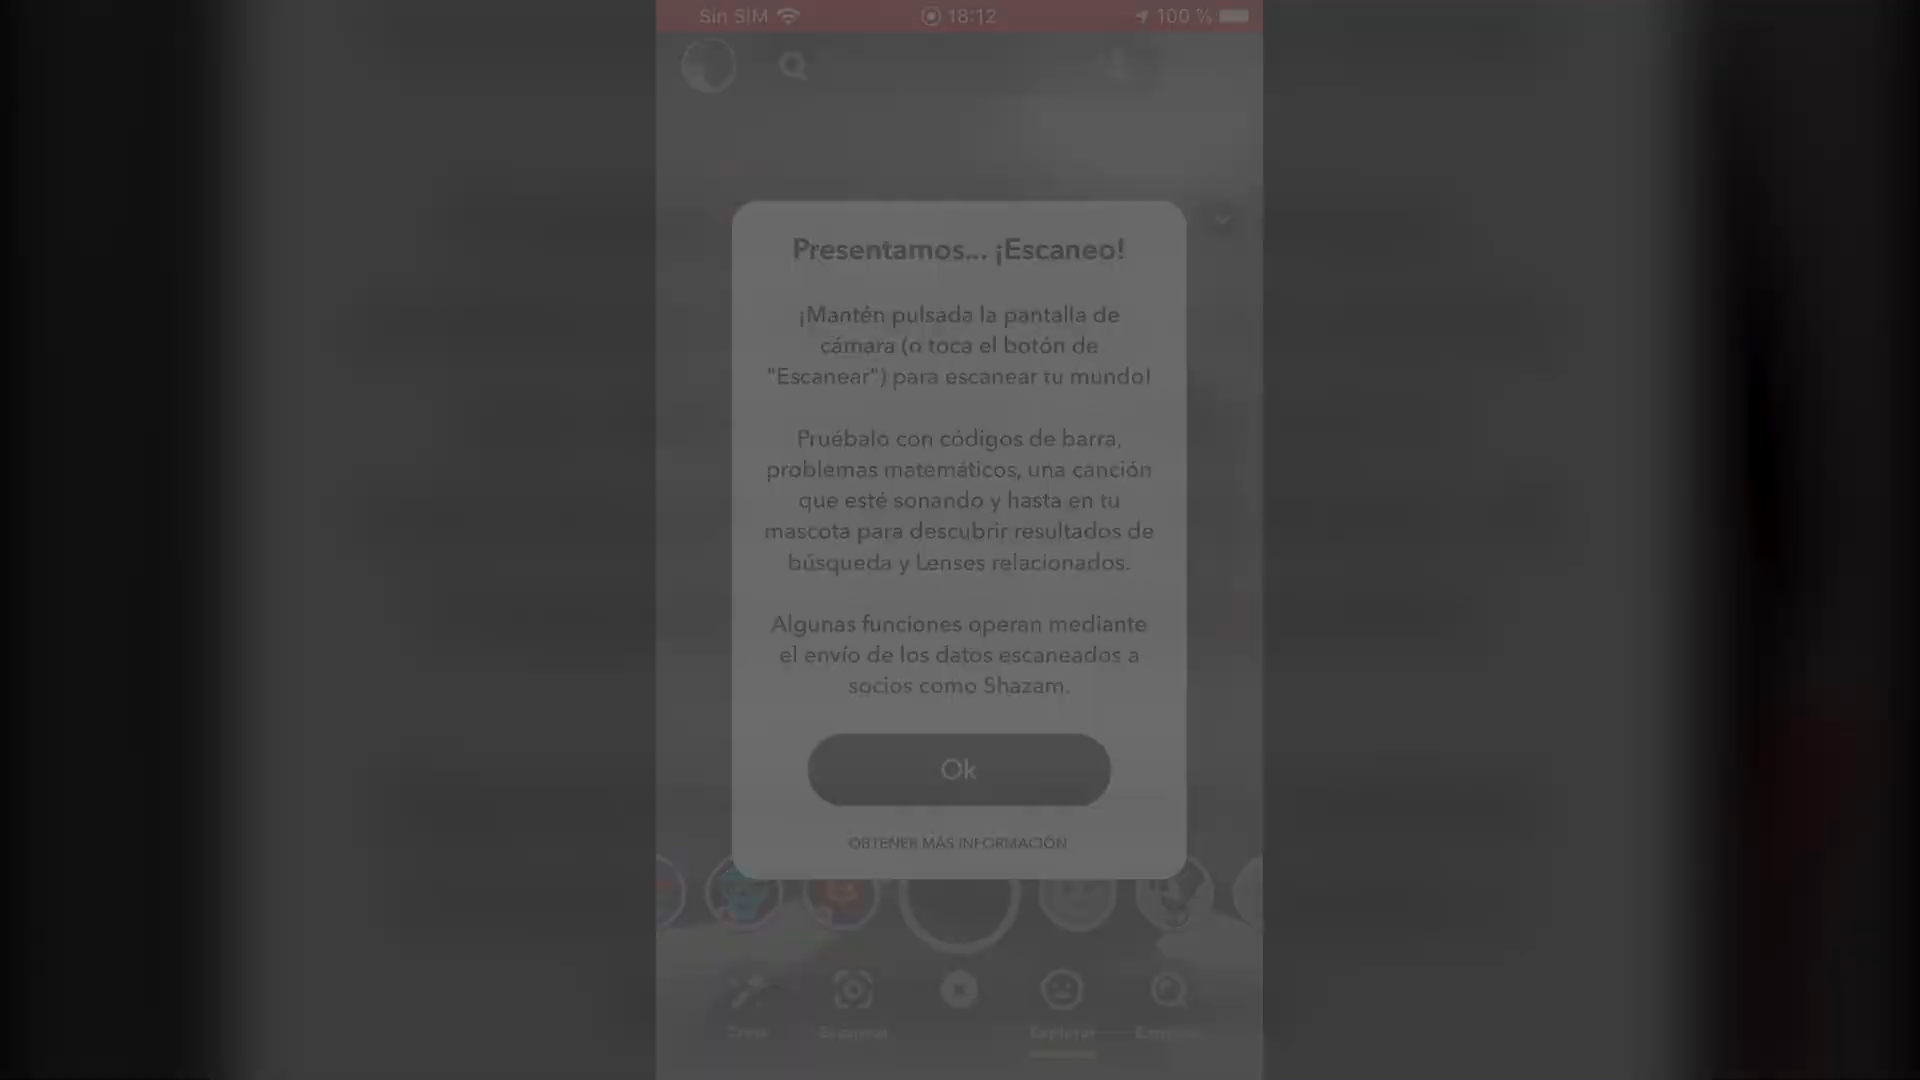 Sin SIM 18:12 100 %
Presentamos... ¡Escaneo!
¡Mantén pulsada la pantalla de
cámara (o toca el botón de
"Escanear") para escanear tu mundo!
Pruébalo con códigos de barra,
problemas matemáticos, una canción
que esté sonando y hasta en tu
mascota para descubrir resultados de
búsqueda y Lenses relacionados.
Algunas funciones operan mediante
el envío de los datos escaneados a
socios como Shazam.
Ok
OBTENER MÁS INFORMACIÓN
Escanear Explorar